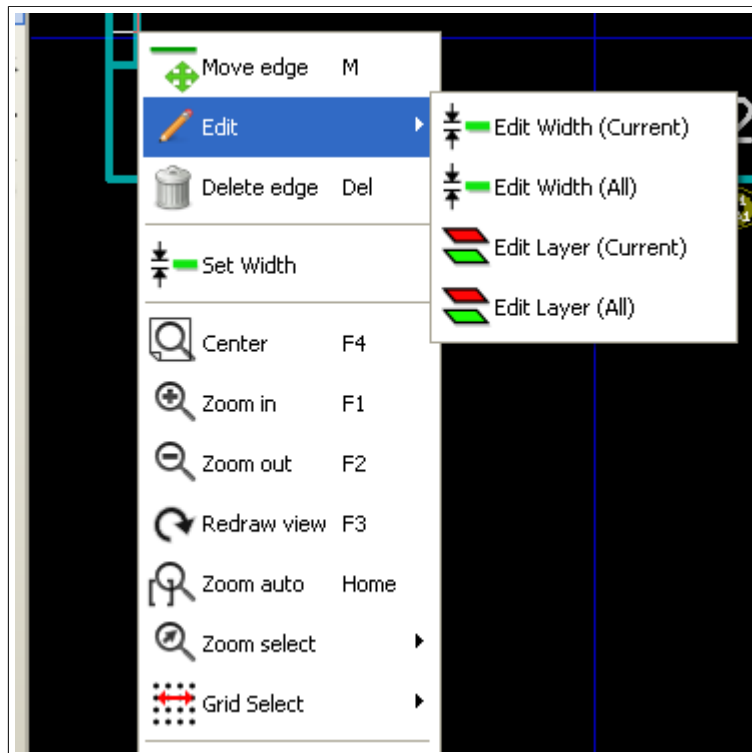 Move edge M
Edit
Delete edge Del
Set Width
Center F4
Zoom in F1
Zoom out F2
Redraw view F3
Zoom auto Home
Zoom select
Grid Select
Edit Width (Current)
Edit Width (All)
Edit Layer (Current)
Edit Layer (All)